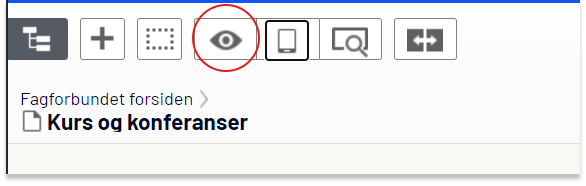 Fagforbundet forsiden
Kurs og konferanser